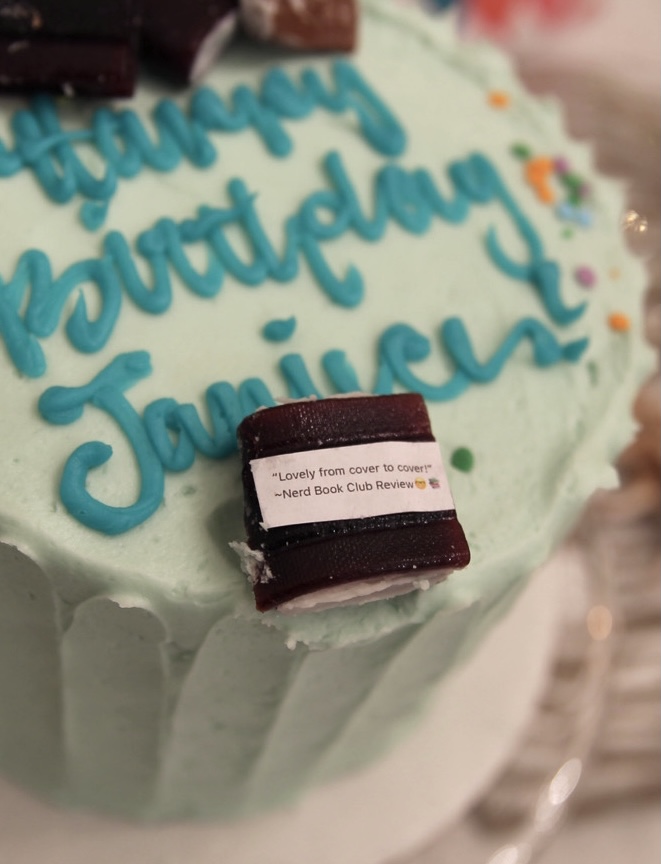 Happy
Birthday
Janice!
"Lovely from cover to cover!"
~Nerd Book Club Review🤓📚